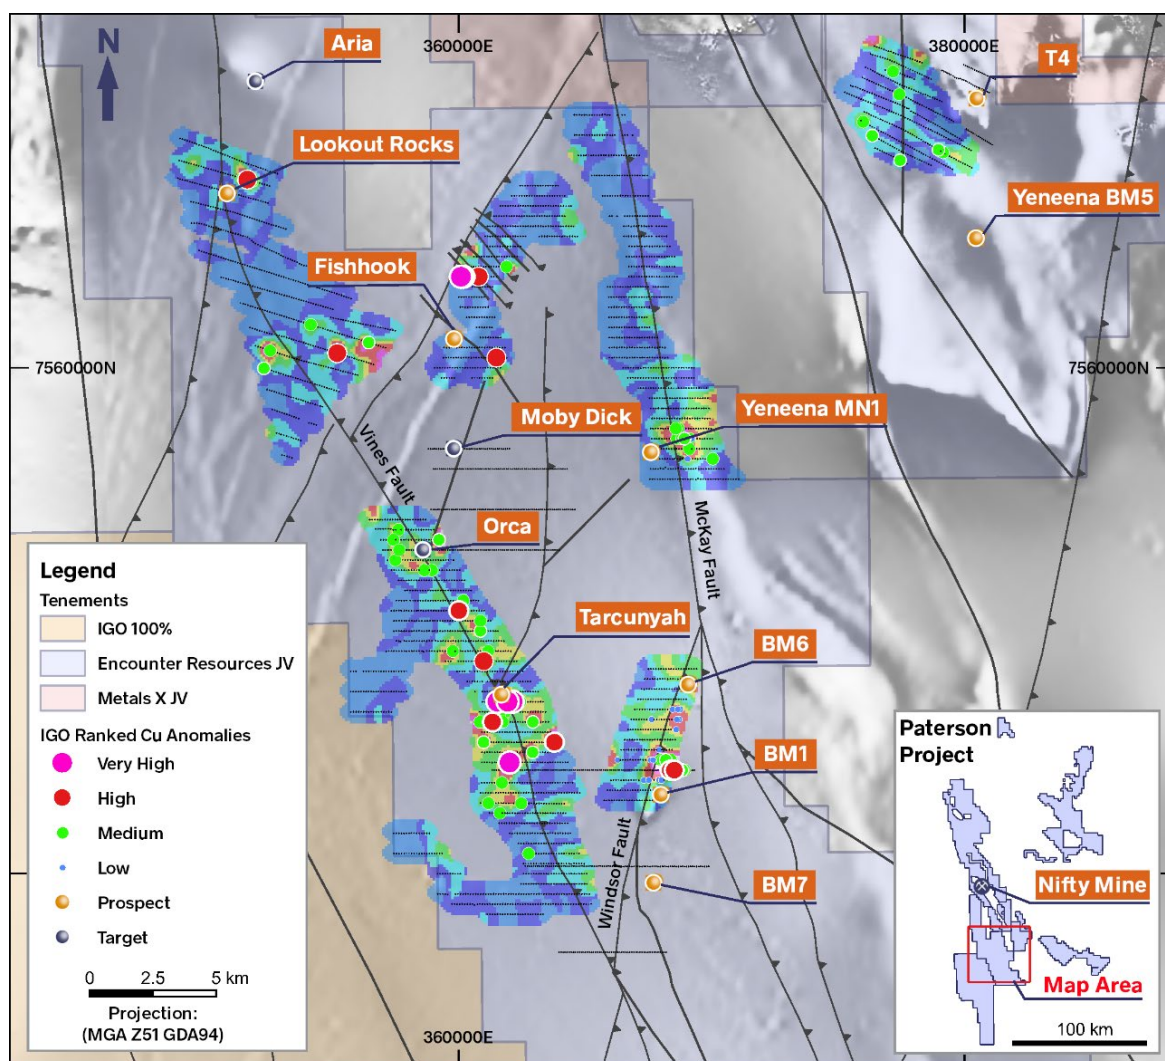 N
Aria
360000E
380000E
T4
Lookout Rocks
Yeneena BM5
Fishhook
7560000N
7560000N
Moby Dick
Yeneena MN1
Vines Fault
Orca
McKay Fault
Tarcunyah
BM6
BM1
Windsor Fault
BM7
360000E
Legend
Tenements
IGO 100%
Encounter Resources JV
Metals X JV
IGO Ranked Cu Anomalies
Very High
High
Medium
Low
Prospect
Target
0 2.5 5 km
Projection:
(MGA Z51 GDA94)
Paterson
Project
Nifty Mine
Map Area
100 km